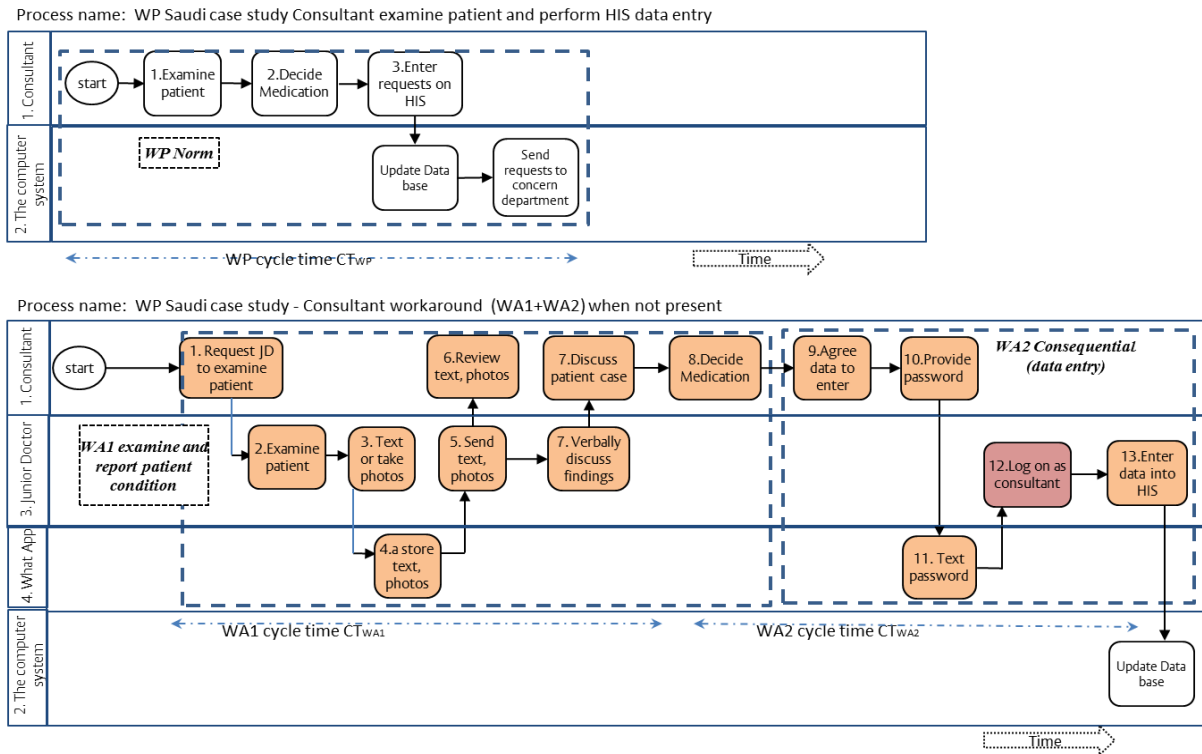 Process name:  WP Saudi case study Consultant examine patient and perform HIS data entry
1. Consultant
start
1.Examine
patient
2.Decide
Medication
3.Enter
requests on
HIS
2. The computer
system
WP Norm
Update Data
base
Send
requests to
concern
department
WP cycle time CTWP
Time
Process name:  WP Saudi case study - Consultant workaround  (WA1+WA2) when not present
1. Consultant
start
1. Request JD
to examine
patient
6.Review
text, photos
7.Discuss
patient case
8.Decide
Medication
9.Agree
data to
enter
10.Provide
password
WA2 Consequential
(data entry)
3. Junior Doctor
WA1 examine and
report patient
condition
2.Examine
patient
3. Text
or take
photos
5. Send
text,
photos
7. Verbally
discuss
findings
12.Log on as
consultant
13.Enter
data into
HIS
4. What App
4.a store
text,
photos
11. Text
password
2. The computer
system
WA1 cycle time CTWA1
WA2 cycle time CTWA2
Update Data
base
Time